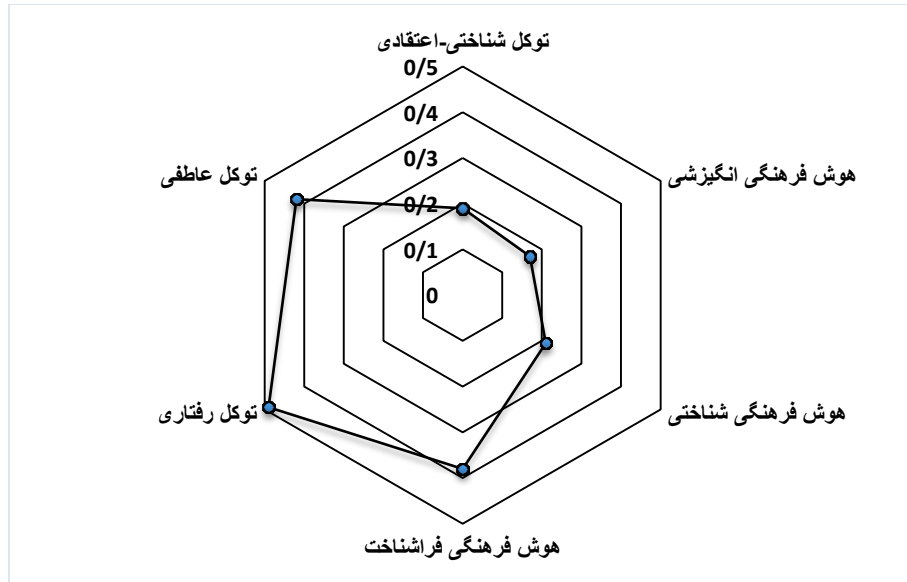 توکل شناختی-اعتقادی
0/5
0/4
0/3
0/2
0/1
0
هوش فرهنگی انگیزشی
هوش فرهنگی شناختی
هوش فرهنگی فراشناخت
توکل رفتاری
توکل عاطفی